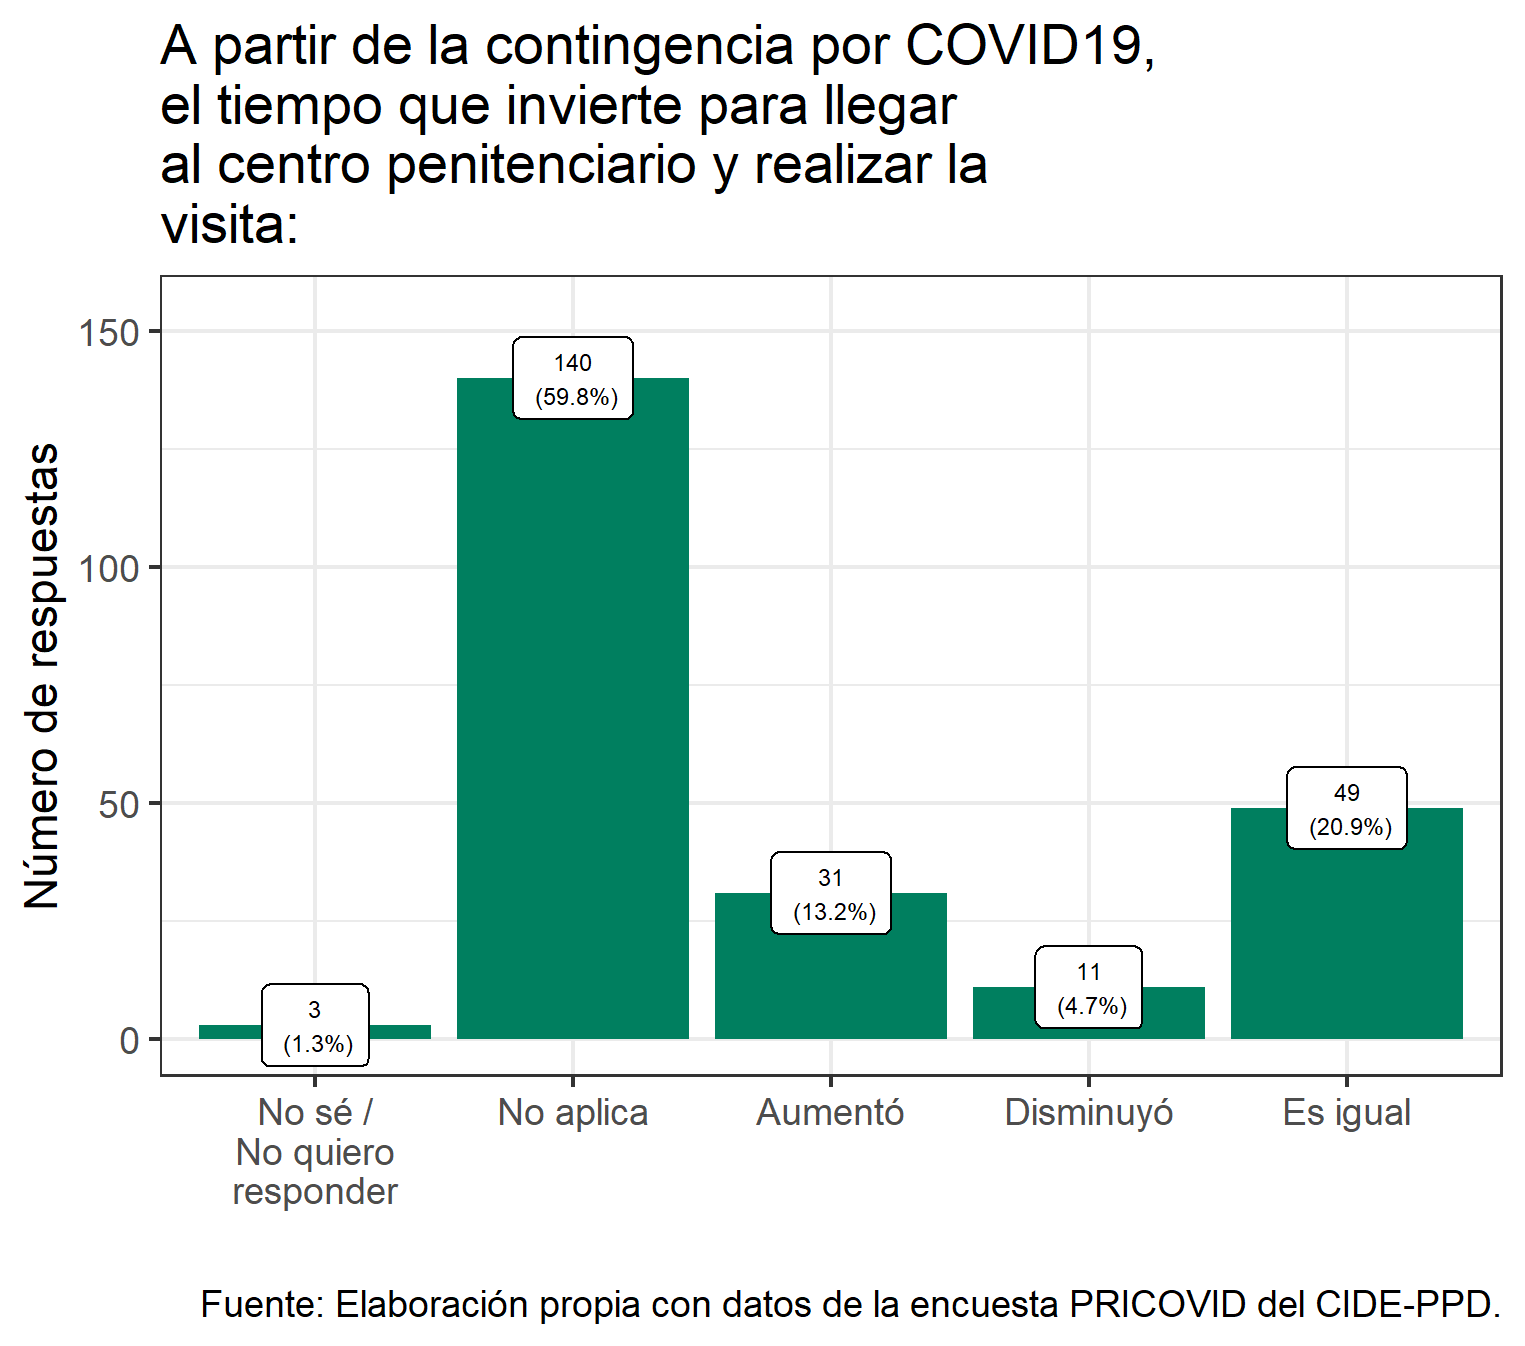 A partir de la contingencia por COVID19,
el tiempo que invierte para llegar
al centro penitenciario y realizar la
visita:
Número de respuestas
150
100
50
0
3
(1.3%)
140
(59.8%)
31
(13.2%)
11
(4.7%)
49
(20.9%)
No sé /
No quiero
responder
No aplica
Aumentó
Disminuyó
Es igual
Fuente: Elaboración propia con datos de la encuesta PRICOVID del CIDE-PPD.